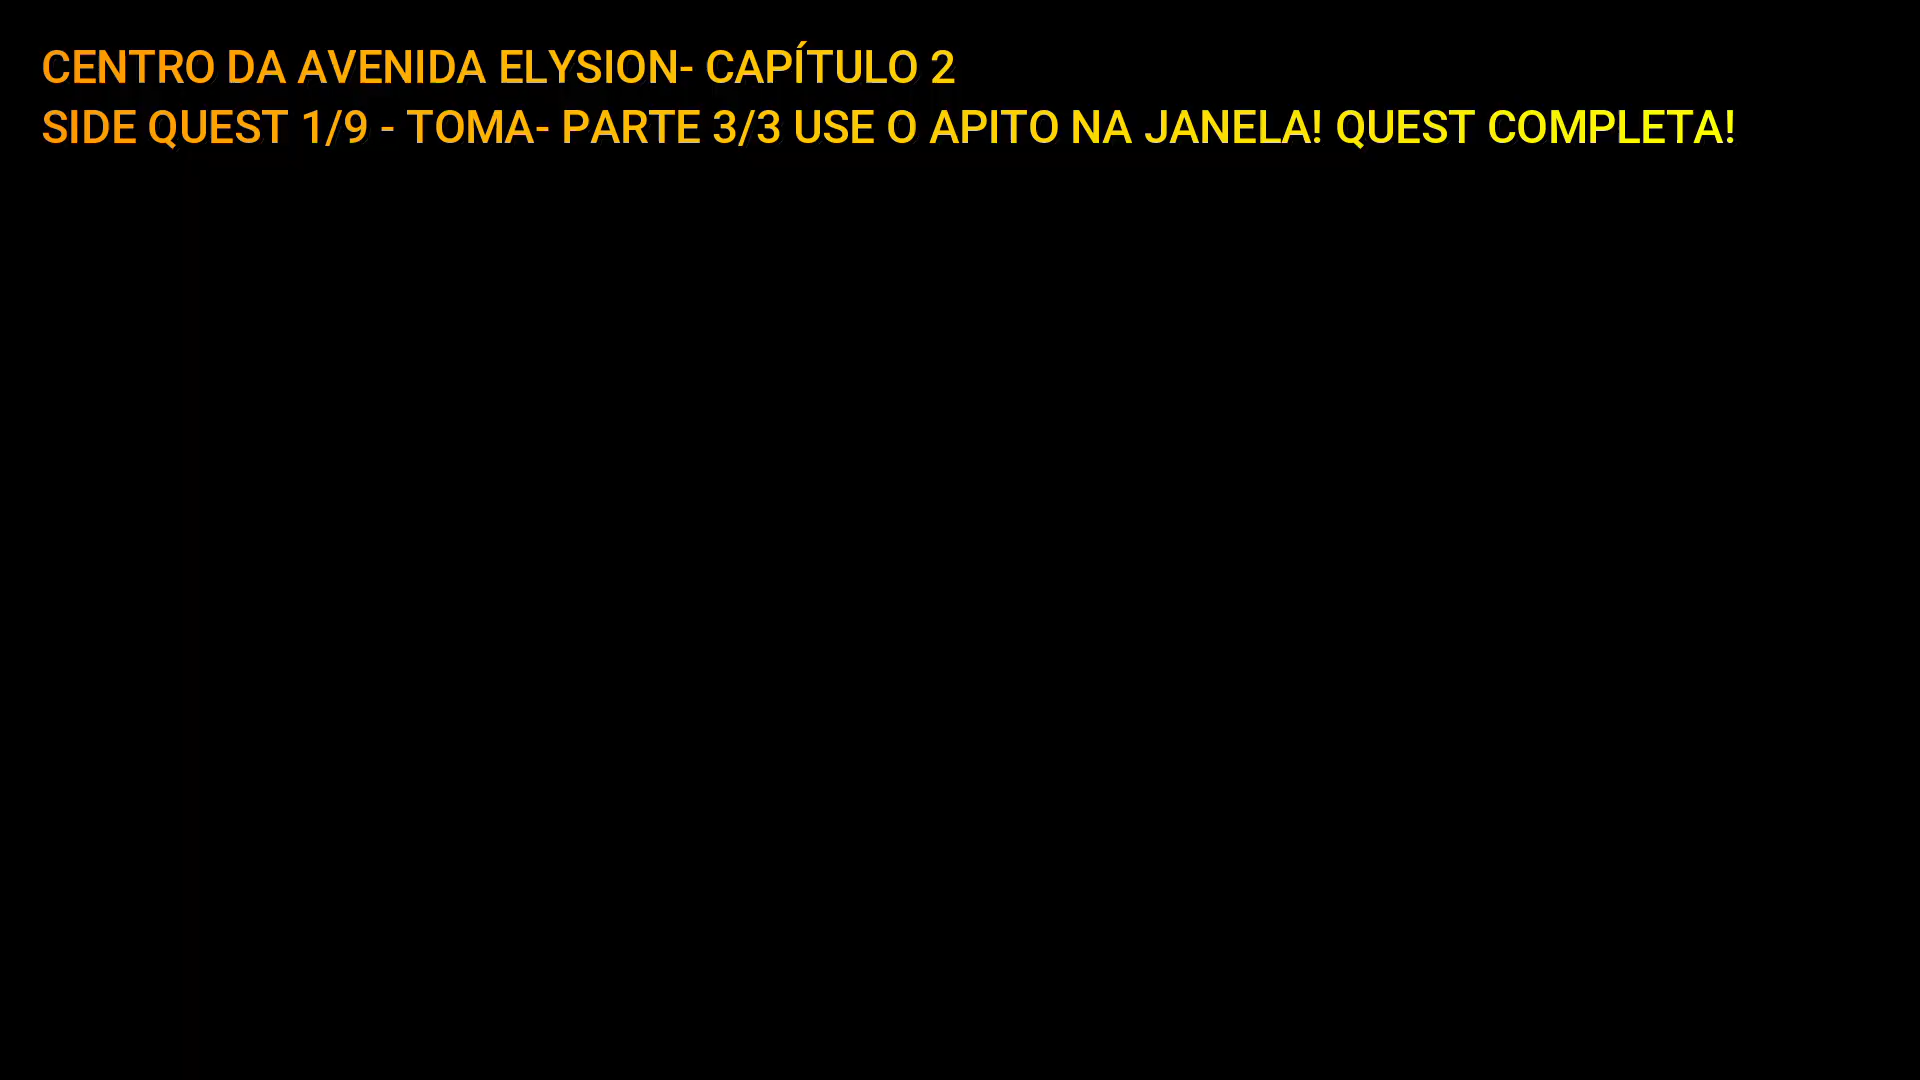 CENTRO DA AVENIDA ELYSION- CAPÍTULO 2
SIDE QUEST 1/9 - TOMA- PARTE 3/3 USE O APITO NA JANELA! QUEST COMPLETA!